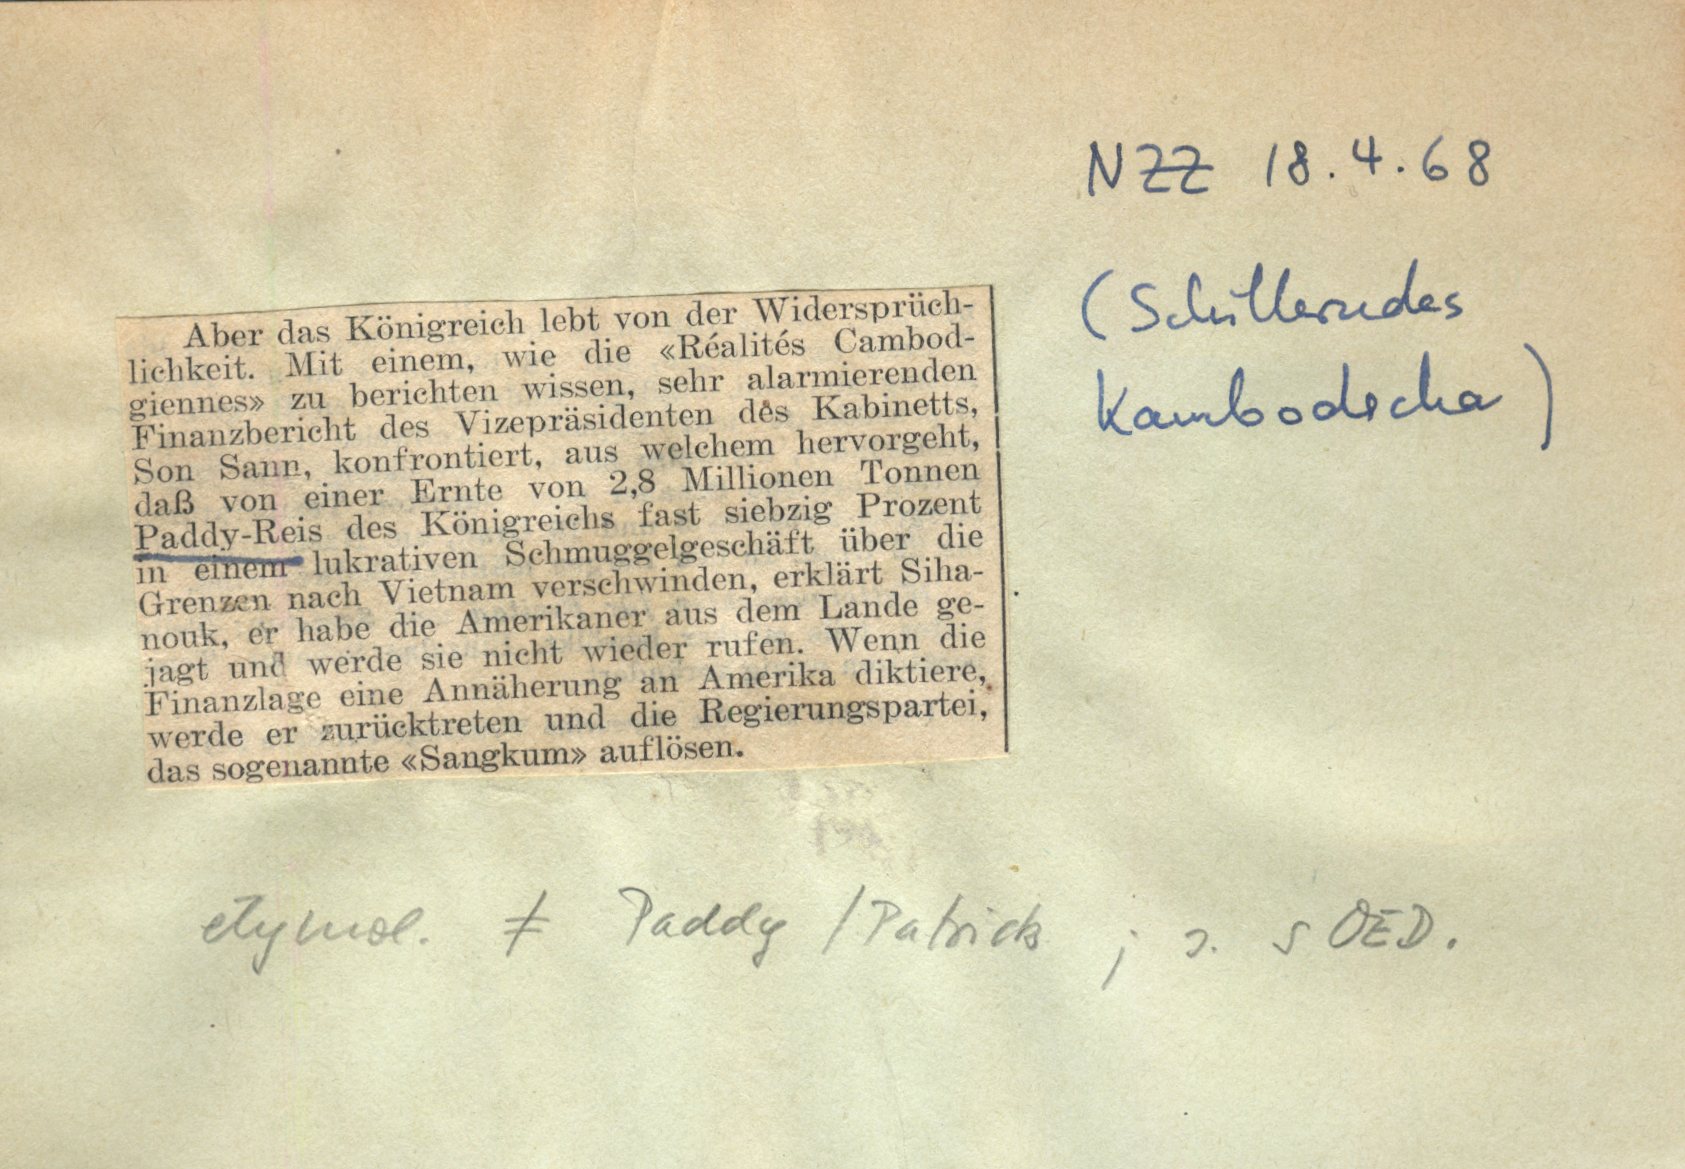 NZZ 18.4.68
(Schillerndes
Kambodscha)
Aber das Königreich lebt von der Widersprüch-
lichkeit. Mit einem, wie die «Réalités Cambod-
giennes» zu berichten wissen, sehr alarmierenden
Finanzbericht des Vizepräsidenten des Kabinetts,
Son Sann, konfrontiert, aus welchem hervorgeht,
daß von einer Ernte von 2,8 Millionen Tonnen
Paddy-Reis des Königreichs fast siebzig Prozent
in einem lukrativen Schmuggelgeschäft über die
Grenzen nach Vietnam verschwinden, erklärt Siha-
nouk, er habe die Amerikaner aus dem Lande ge-
jagt und werde sie nicht wieder rufen. Wenn die
Finanzlage eine Annäherung an Amerika diktiere,
werde er zurücktreten und die Regierungspartei,
das sogenannte «Sangkum» auflösen.
etymol. ≠ Paddy / Patrick ; s. SOED.